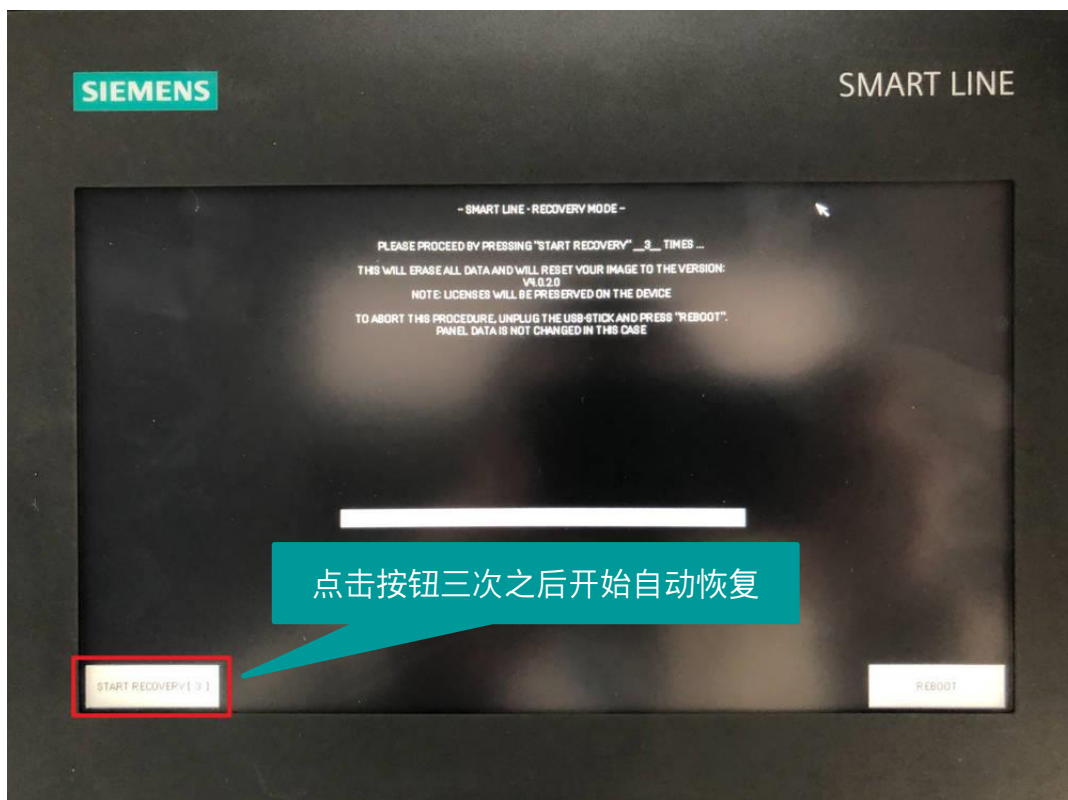 SIEMENS
SMART LINE
- SMART LINE - RECOVERY MODE -
PLEASE PROCEED BY PRESSING "START RECOVERY" __3__ TIMES ...
THIS WILL ERASE ALL DATA AND WILL RESET YOUR IMAGE TO THE VERSION:
V4.0.2.0
NOTE: LICENSES WILL BE PRESERVED ON THE DEVICE
TO ABORT THIS PROCEDURE, UNPLUG THE USB-STICK AND PRESS "REBOOT".
PANEL DATA IS NOT CHANGED IN THIS CASE
点击按钮三次之后开始自动恢复
START RECOVERY [ 3 ]
REBOOT